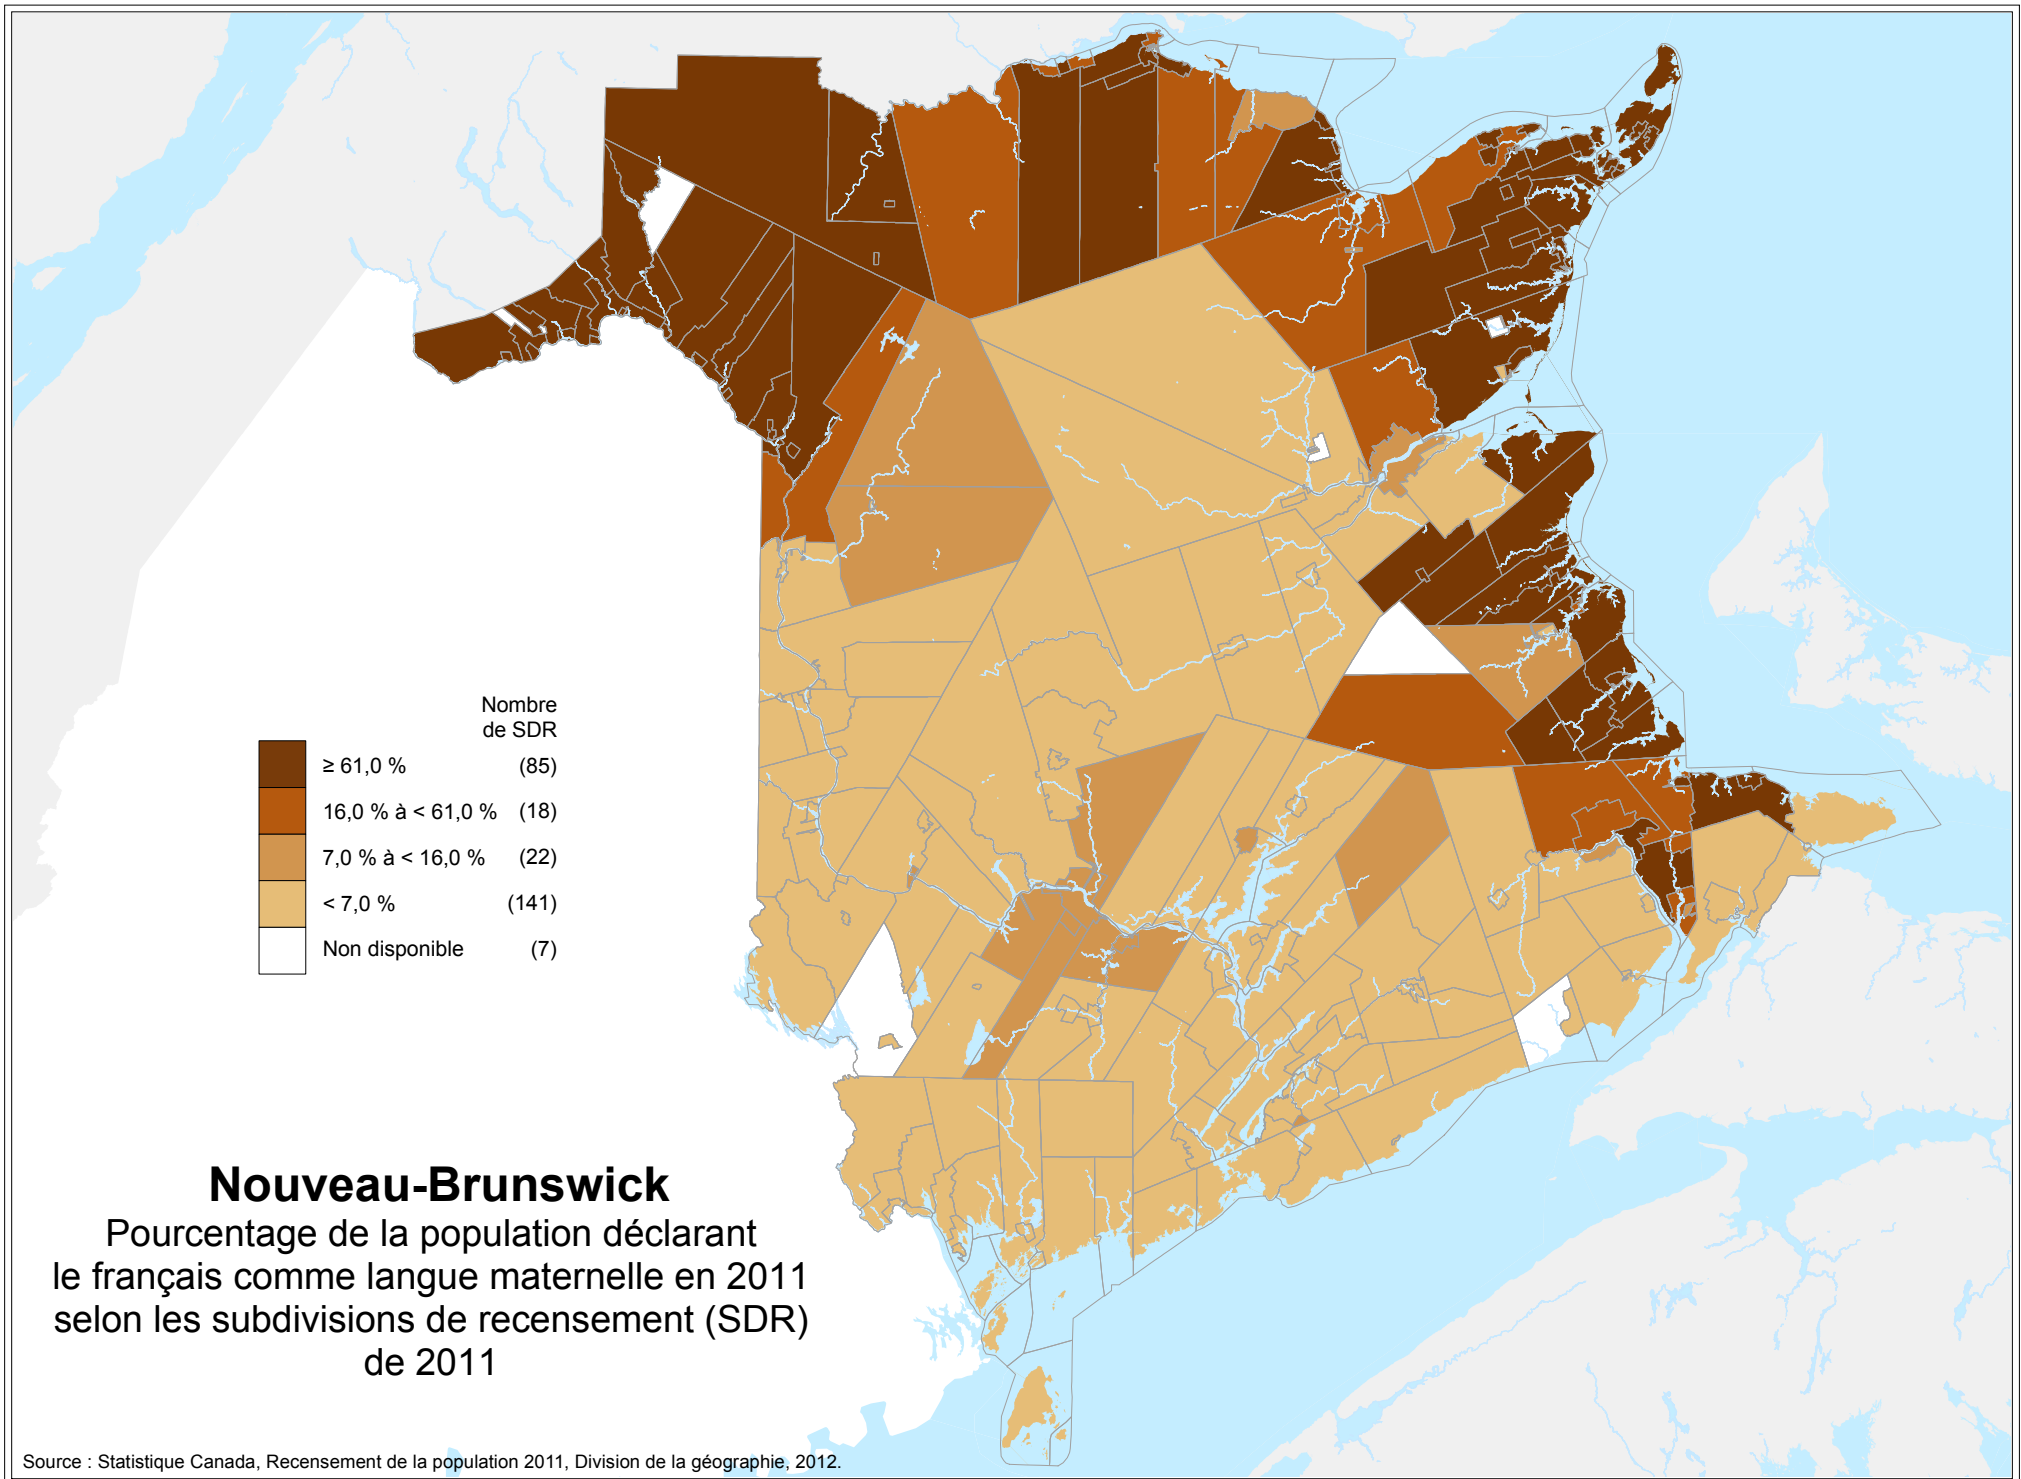 Nombre
de SDR
≥ 61,0 % (85)
16,0 % à < 61,0 % (18)
7,0 % à < 16,0 % (22)
< 7,0 % (141)
Non disponible (7)
Nouveau-Brunswick
Pourcentage de la population déclarant
le français comme langue maternelle en 2011
selon les subdivisions de recensement (SDR)
de 2011
Source : Statistique Canada, Recensement de la population 2011, Division de la géographie, 2012.